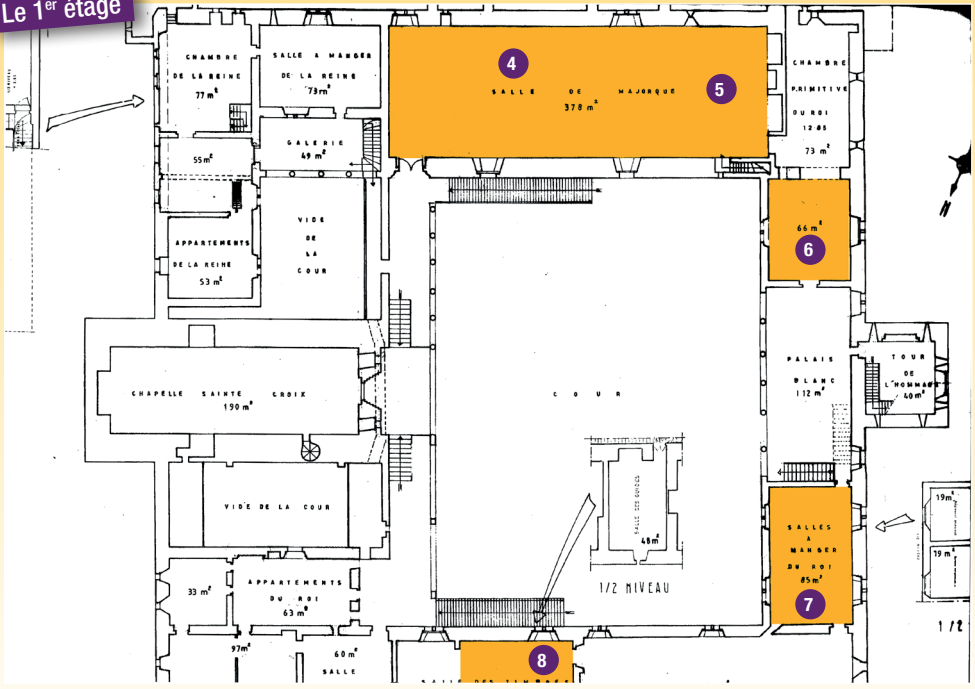 Le 1er étage
CHAMBRE
DE LA REINE
77 m²
SALLE A MANGER
DE LA REINE
73 m²
4
5
SALLE DE MAJORQUE
378 m²
CHAMBRE
PRIMITIVE
DU ROI
1285
73 m²
55 m²
GALERIE
49 m²
APPARTEMENTS
DE LA REINE
53 m²
VIDE
DE
LA
COUR
66 m²
6
CHAPELLE SAINTE CROIX
190 m²
COUR
PALAIS
BLANC
112 m²
TOUR
DE
L'HOMMAGE
40 m²
VIDE DE LA COUR
SALLE DES GUIDES
48 m²
1/2 NIVEAU
SALLES
A
MANGER
DU ROI
85 m²
7
19 m²
19 m²
1/2
33 m²
APPARTEMENTS
DU ROI
63 m²
97 m²
60 m²
SALLE
8
SALLE DES TIMBRES